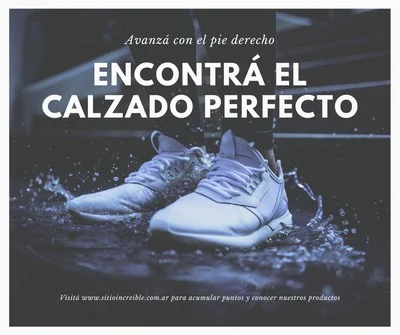 Avanzá con el pie derecho
ENCONTRÁ EL
CALZADO PERFECTO
Visitá www.sitioincreible.com.ar para acumular puntos y conocer nuestros productos